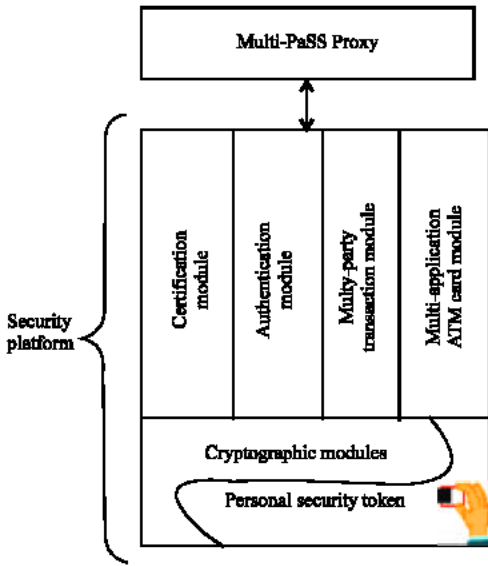 Multi-PaSS Proxy
Security
platform
Certification
module
Authentication
module
Multy-party
transaction module
Multi-application
ATM card module
Cryptographic modules
Personal security token